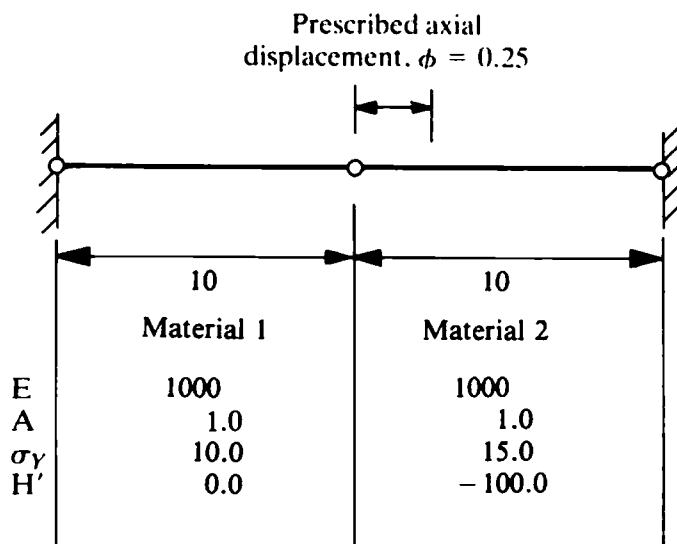 Prescribed axial
displacement. ϕ = 0.25
10 10
Material 1 Material 2
E 1000 1000
A 1.0 1.0
σY 10.0 15.0
H′ 0.0 −100.0